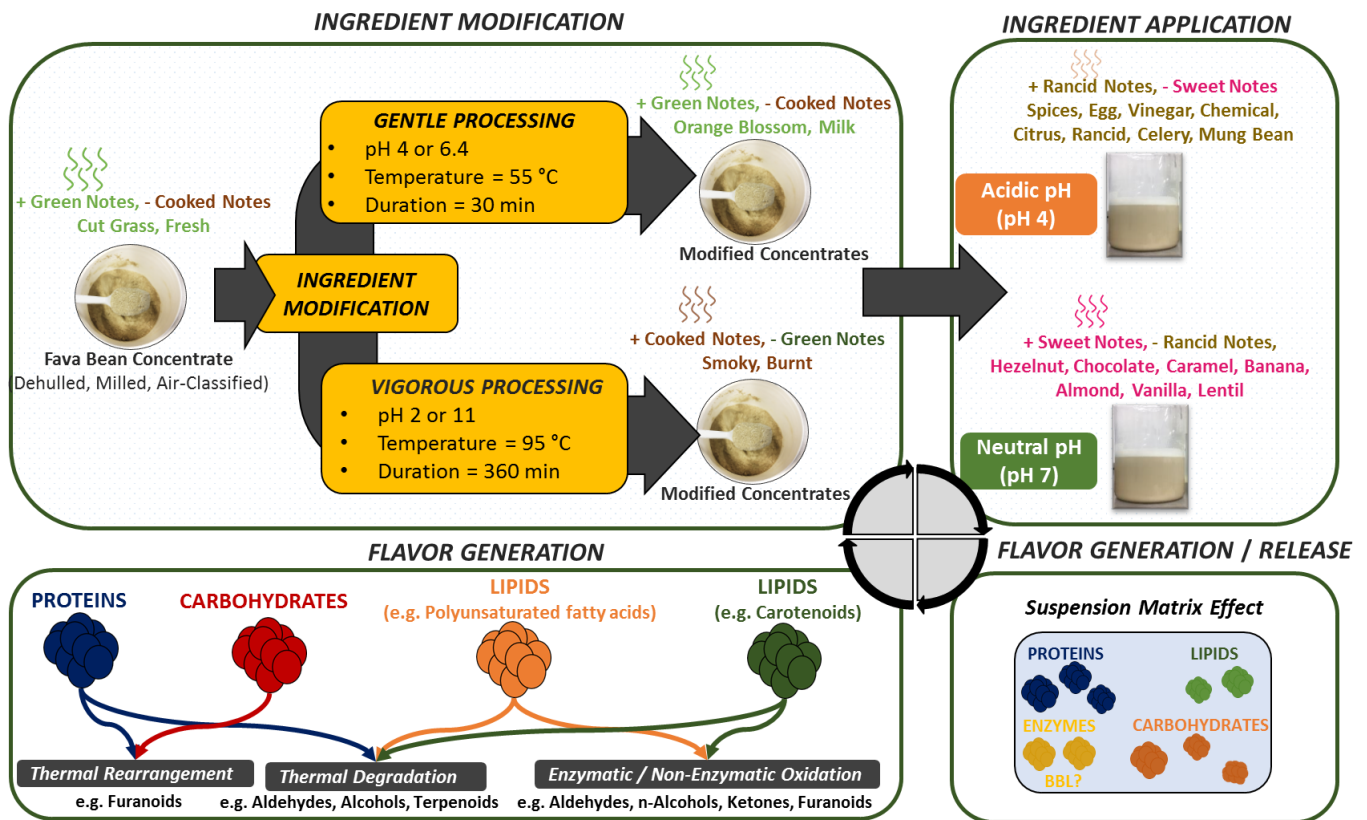 INGREDIENT MODIFICATION
+ Green Notes, - Cooked Notes
Cut Grass, Fresh
Fava Bean Concentrate
(Dehulled, Milled, Air-Classified)
INGREDIENT
MODIFICATION
GENTLE PROCESSING
• pH 4 or 6.4
• Temperature = 55 °C
• Duration = 30 min
+ Green Notes, - Cooked Notes
Orange Blossom, Milk
Modified Concentrates
VIGOROUS PROCESSING
• pH 2 or 11
• Temperature = 95 °C
• Duration = 360 min
+ Cooked Notes, - Green Notes
Smoky, Burnt
Modified Concentrates
INGREDIENT APPLICATION
+ Rancid Notes, - Sweet Notes
Spices, Egg, Vinegar, Chemical,
Citrus, Rancid, Celery, Mung Bean
Acidic pH
(pH 4)
+ Sweet Notes, - Rancid Notes,
Hezelnut, Chocolate, Caramel, Banana,
Almond, Vanilla, Lentil
Neutral pH
(pH 7)
FLAVOR GENERATION
PROTEINS
CARBOHYDRATES
LIPIDS
(e.g. Polyunsaturated fatty acids)
LIPIDS
(e.g. Carotenoids)
Thermal Rearrangement
e.g. Furanoids
Thermal Degradation
e.g. Aldehydes, Alcohols, Terpenoids
Enzymatic / Non-Enzymatic Oxidation
e.g. Aldehydes, n-Alcohols, Ketones, Furanoids
FLAVOR GENERATION / RELEASE
Suspension Matrix Effect
PROTEINS
LIPIDS
ENZYMES
CARBOHYDRATES
BBL?